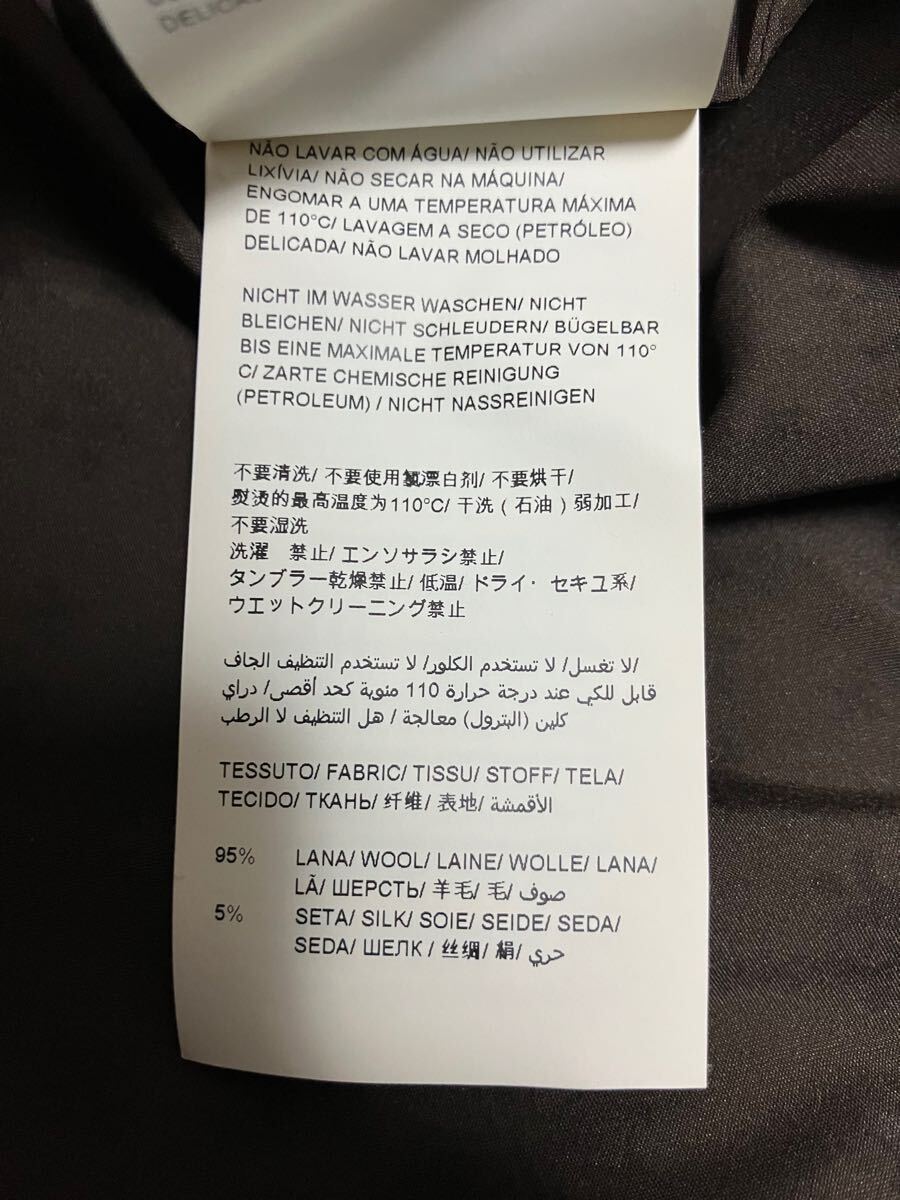 DELICA
NÃO LAVAR COM ÁGUA/ NÃO UTILIZAR
LIXÍVIA/ NÃO SECAR NA MÁQUINA/
ENGOMAR A UMA TEMPERATURA MÁXIMA
DE 110°C/ LAVAGEM A SECO (PETRÓLEO)
DELICADA/ NÃO LAVAR MOLHADO
NICHT IM WASSER WASCHEN/ NICHT
BLEICHEN/ NICHT SCHLEUDERN/ BÜGELBAR
BIS EINE MAXIMALE TEMPERATUR VON 110°
C/ ZARTE CHEMISCHE REINIGUNG
(PETROLEUM) / NICHT NASSREINIGEN
不要清洗/ 不要使用氯漂白剂/ 不要烘干/
熨烫的最高温度为110°C/ 干洗（石油）弱加工/
不要湿洗
洗濯　禁止/ エンソサラシ禁止/
タンブラー乾燥禁止/ 低温/ ドライ・ セキユ系/
ウエットクリーニング禁止
لا تغسل/ لا تستخدم الكلور/ لا تستخدم التنظيف الجاف/
قابل للكي عند درجة حرارة 110 مئوية كحد أقصى/ دراي
كلين (البترول) معالجة / هل التنظيف لا الرطب
TESSUTO/ FABRIC/ TISSU/ STOFF/ TELA/
TECIDO/ ТКАНЬ/ 纤维/ 表地/ الأقمشة
95% LANA/ WOOL/ LAINE/ WOLLE/ LANA/
LÃ/ ШЕРСТЬ/ 羊毛/ 毛/ صوف
5% SETA/ SILK/ SOIE/ SEIDE/ SEDA/
SEDA/ ШЕЛК / 丝绸/ 絹/ حري